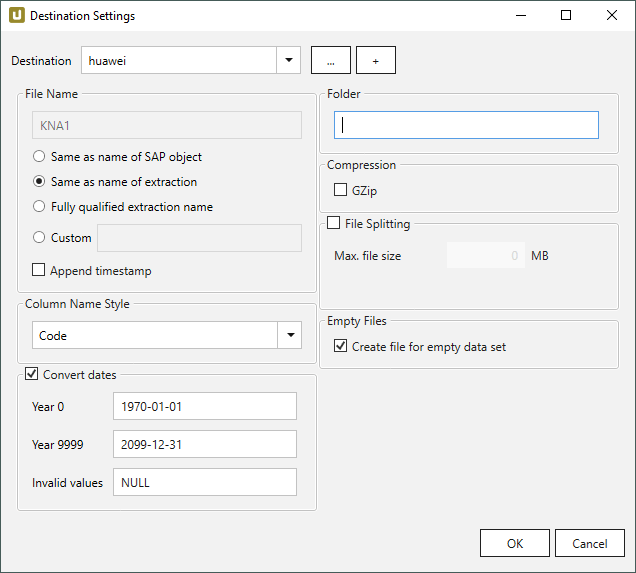 Destination Settings
Destination
huawei
...
+
File Name
KNA1
Same as name of SAP object
Same as name of extraction
Fully qualified extraction name
Custom
Append timestamp
Column Name Style
Code
Convert dates
Year 0
1970-01-01
Year 9999
2099-12-31
Invalid values
NULL
Folder
Compression
GZip
File Splitting
Max. file size
0
MB
Empty Files
Create file for empty data set
OK
Cancel